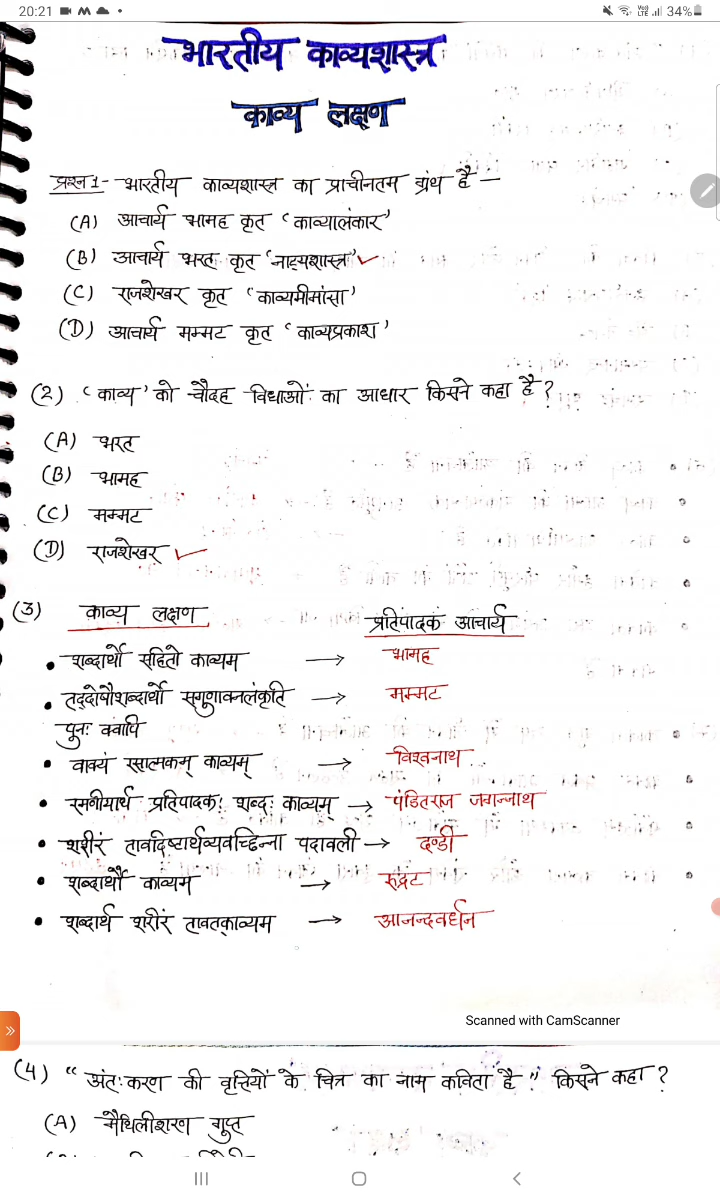 20:21
34%
भारतीय काव्यशास्त्र
काव्य लक्षण
प्रश्न 1- भारतीय काव्यशास्त्र का प्राचीनतम ग्रंथ है —
(A) आचार्य भामह कृत 'काव्यालंकार'
(B) आचार्य भरत कृत 'नाट्यशास्त्र' ✓
(C) राजशेखर कृत 'काव्यमीमांसा'
(D) आचार्य मम्मट कृत 'काव्यप्रकाश'
(2) 'काव्य' को चौदह विधाओं का आधार किसने कहा है?
(A) भरत
(B) भामह
(C) मम्मट
(D) राजशेखर ✓
(3) काव्य लक्षण प्रतिपादक आचार्य
• शब्दार्थो सहितो काव्यम → भामह
• तद्दोषौशब्दार्थो सगुणावनलंकृति → मम्मट
पुनः क्वापि
• वाक्यं रसात्मकम् काव्यम् → विश्वनाथ
• रमणीयार्थ प्रतिपादकः शब्दः काव्यम् → पंडितराज जगन्नाथ
• शरीरं तावदिष्टार्थव्यवच्छिन्ना पदावली → दण्डी
• शब्दार्थौ काव्यम → रुद्रट
• शब्दार्थ शरीरं तावतकाव्यम → आनन्दवर्धन
Scanned with CamScanner
(4) "अंतःकरण की वृत्तियों के चित्र का नाम कविता है" किसने कहा?
(A) मैथिलीशरण गुप्त